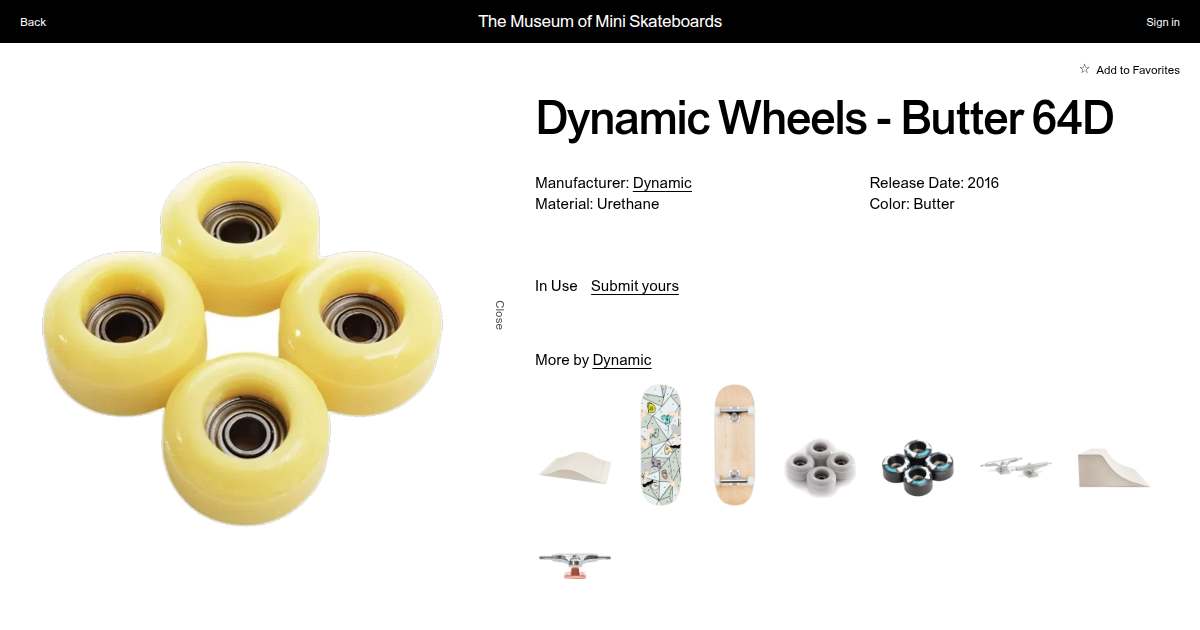 Back
The Museum of Mini Skateboards
Sign in
☆ Add to Favorites
Dynamic Wheels - Butter 64D
Manufacturer: Dynamic
Material: Urethane
Release Date: 2016
Color: Butter
In Use Submit yours
Close
More by Dynamic